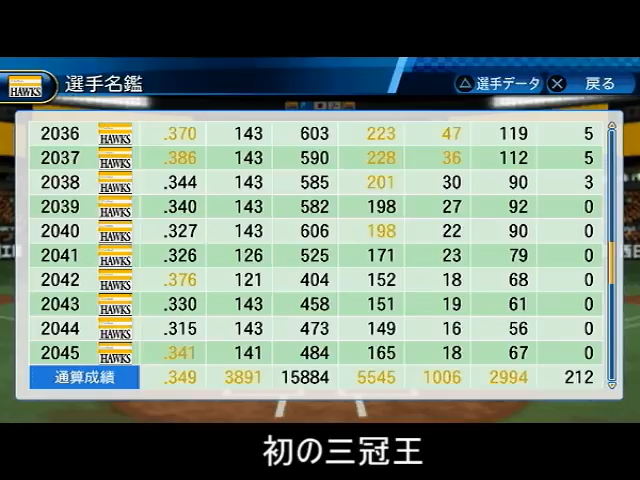 HAWKS 選手名鑑 △ 選手データ × 戻る
2036 HAWKS .370 143 603 223 47 119 5
2037 HAWKS .386 143 590 228 36 112 5
2038 HAWKS .344 143 585 201 30 90 3
2039 HAWKS .340 143 582 198 27 92 0
2040 HAWKS .327 143 606 198 22 90 0
2041 HAWKS .326 126 525 171 23 79 0
2042 HAWKS .376 121 404 152 18 68 0
2043 HAWKS .330 143 458 151 19 61 0
2044 HAWKS .315 143 473 149 16 56 0
2045 HAWKS .341 141 484 165 18 67 0
通算成績 .349 3891 15884 5545 1006 2994 212
初の三冠王